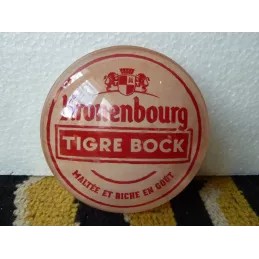 Kronenbourg
TIGRE BOCK
MALTÉE ET RICHE EN GOÛT